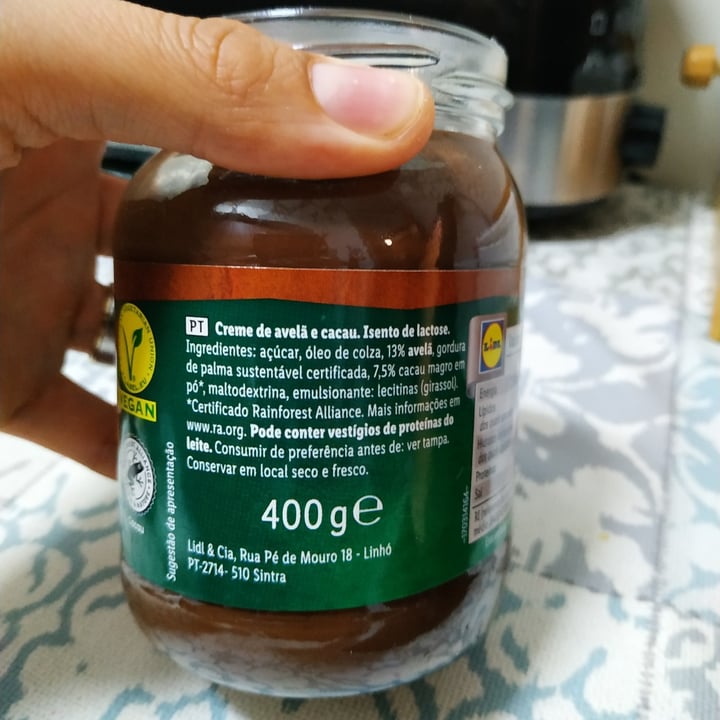 PT Creme de avelã e cacau. Isento de lactose.
Ingredientes: açúcar, óleo de colza, 13% avelã, gordura
de palma sustentável certificada, 7,5% cacau magro em
pó*, maltodextrina, emulsionante: lecitinas (girassol).
*Certificado Rainforest Alliance. Mais informações em
www.ra.org. Pode conter vestígios de proteínas do
leite. Consumir de preferência antes de: ver tampa.
Conservar em local seco e fresco.
400 g e
Lidl & Cia, Rua Pé de Mouro 18 - Linhó
PT-2714- 510 Sintra
Sugestão de apresentação
VEGAN
Energia
Lípidos
Sal